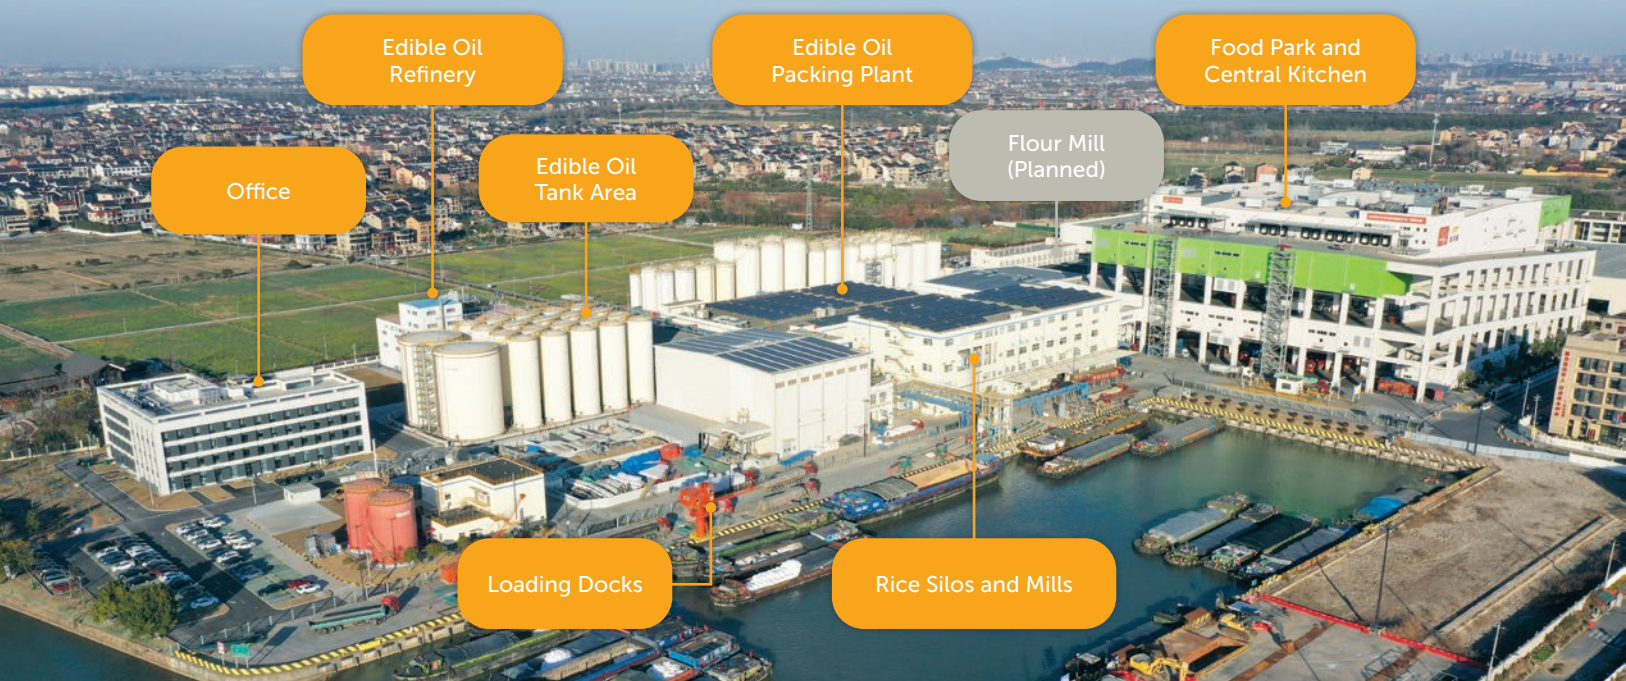 Edible Oil
Refinery
Edible Oil
Packing Plant
Food Park and
Central Kitchen
Flour Mill
(Planned)
Edible Oil
Tank Area
Office
Loading Docks
Rice Silos and Mills